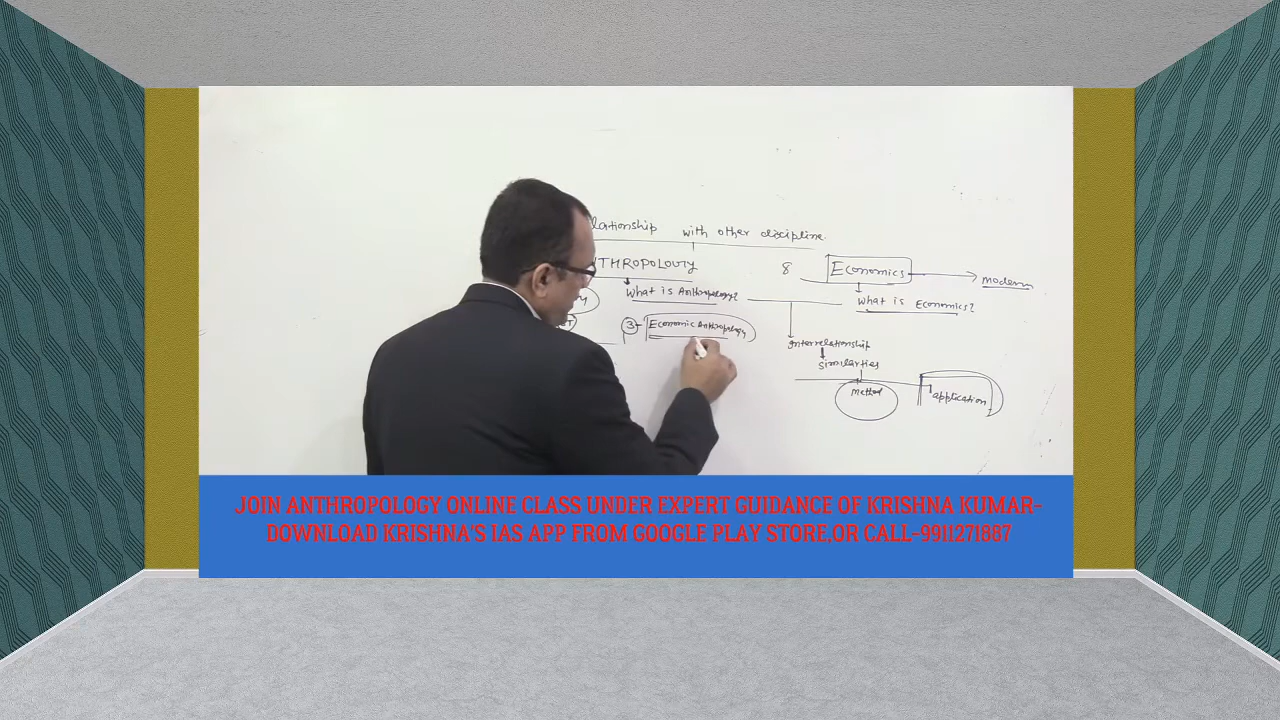 lationship with other discipline
THROPOLOGY & Economics → modern
What is Anthropology?
What is Economics?
3- Economic Anthropology
Interrelationship
Similarties
method
application
JOIN ANTHROPOLOGY ONLINE CLASS UNDER EXPERT GUIDANCE OF KRISHNA KUMAR-
DOWNLOAD KRISHNA'S IAS APP FROM GOOGLE PLAY STORE,OR CALL-9911271887